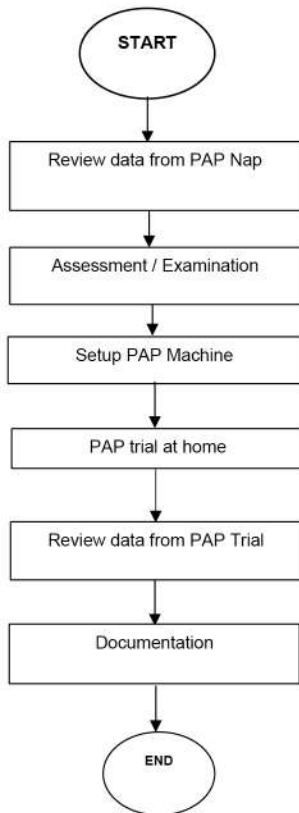 START
Review data from PAP Nap
Assessment / Examination
Setup PAP Machine
PAP trial at home
Review data from PAP Trial
Documentation
END